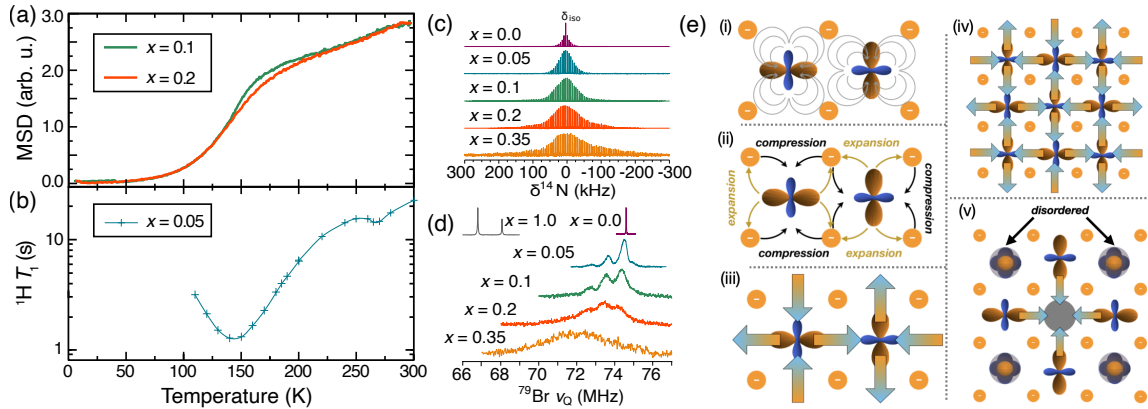 (a)
3.0
2.0
1.0
0.0
MSD (arb. u.)
x = 0.1
x = 0.2
(b)
x = 0.05
10
1
¹H T₁ (s)
0 50 100 150 200 250 300
Temperature (K)
(c)
δiso
x = 0.0
x = 0.05
x = 0.1
x = 0.2
x = 0.35
300 200 100 0 -100 -200 -300
δ¹⁴N (kHz)
(d)
x = 1.0
x = 0.0
x = 0.05
x = 0.1
x = 0.2
x = 0.35
66 68 70 72 74 76
⁷⁹Br νQ (MHz)
(e)
(i)
(ii)
compression expansion
expansion
compression
compression expansion
(iii)
(iv)
(v)
disordered